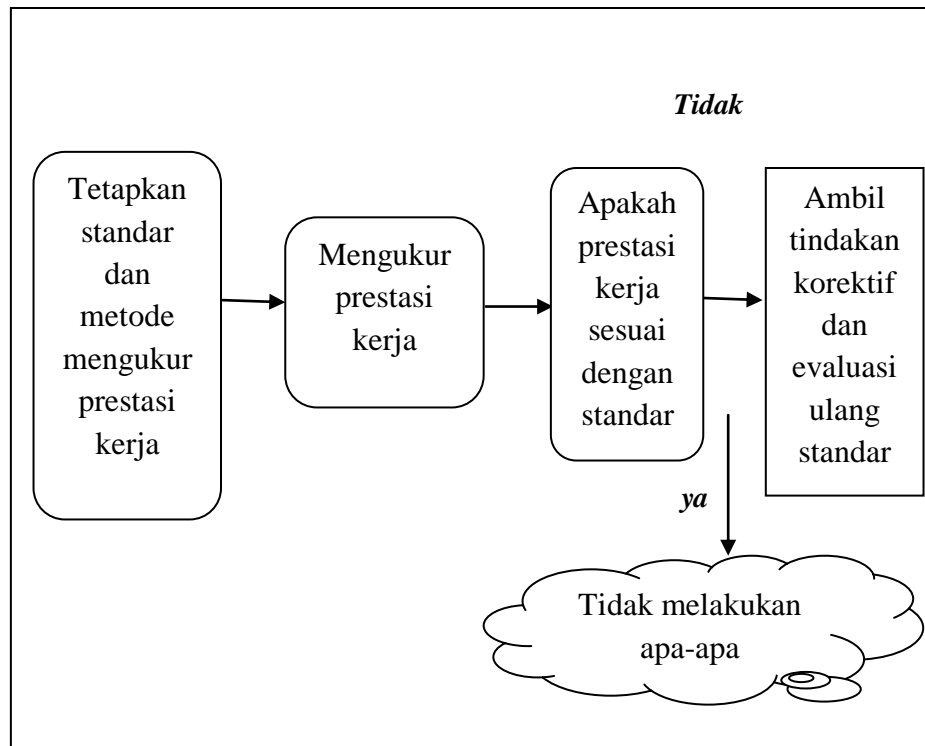 Tidak
Tetapkan
standar
dan
metode
mengukur
prestasi
kerja
Mengukur
prestasi
kerja
Apakah
prestasi
kerja
sesuai
dengan
standar
Ambil
tindakan
korektif
dan
evaluasi
ulang
standar
ya
Tidak melakukan
apa-apa